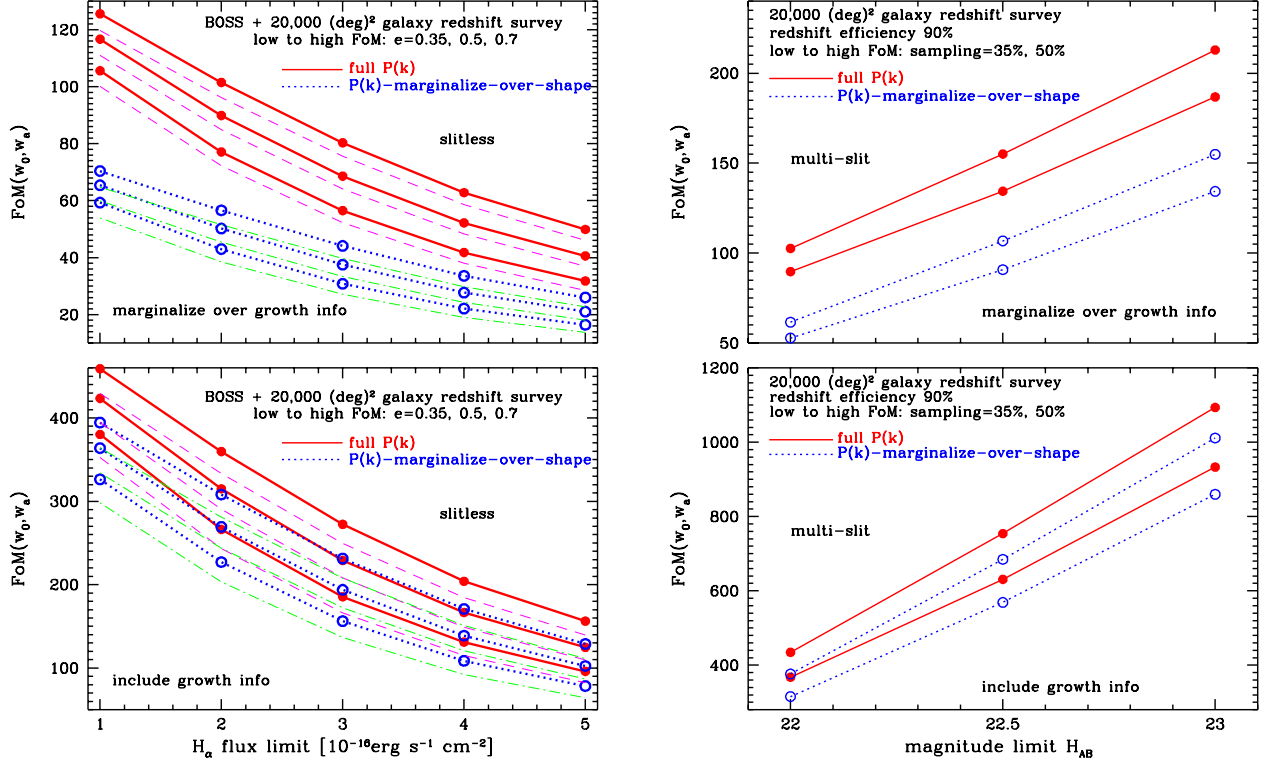 BOSS + 20,000 (deg)² galaxy redshift survey
low to high FoM: e=0.35, 0.5, 0.7
full P(k)
P(k)-marginalize-over-shape
slitless
marginalize over growth info
FoM(w₀,wₐ)
120
100
80
60
40
20
20,000 (deg)² galaxy redshift survey
redshift efficiency 90%
low to high FoM: sampling=35%, 50%
full P(k)
P(k)-marginalize-over-shape
multi-slit
marginalize over growth info
FoM(w₀,wₐ)
200
150
100
50
BOSS + 20,000 (deg)² galaxy redshift survey
low to high FoM: e=0.35, 0.5, 0.7
full P(k)
P(k)-marginalize-over-shape
slitless
include growth info
FoM(w₀,wₐ)
400
300
200
100
1 2 3 4 5
Hα flux limit [10⁻¹⁶erg s⁻¹ cm⁻²]
20,000 (deg)² galaxy redshift survey
redshift efficiency 90%
low to high FoM: sampling=35%, 50%
full P(k)
P(k)-marginalize-over-shape
multi-slit
include growth info
FoM(w₀,wₐ)
1200
1000
800
600
400
22 22.5 23
magnitude limit H_AB